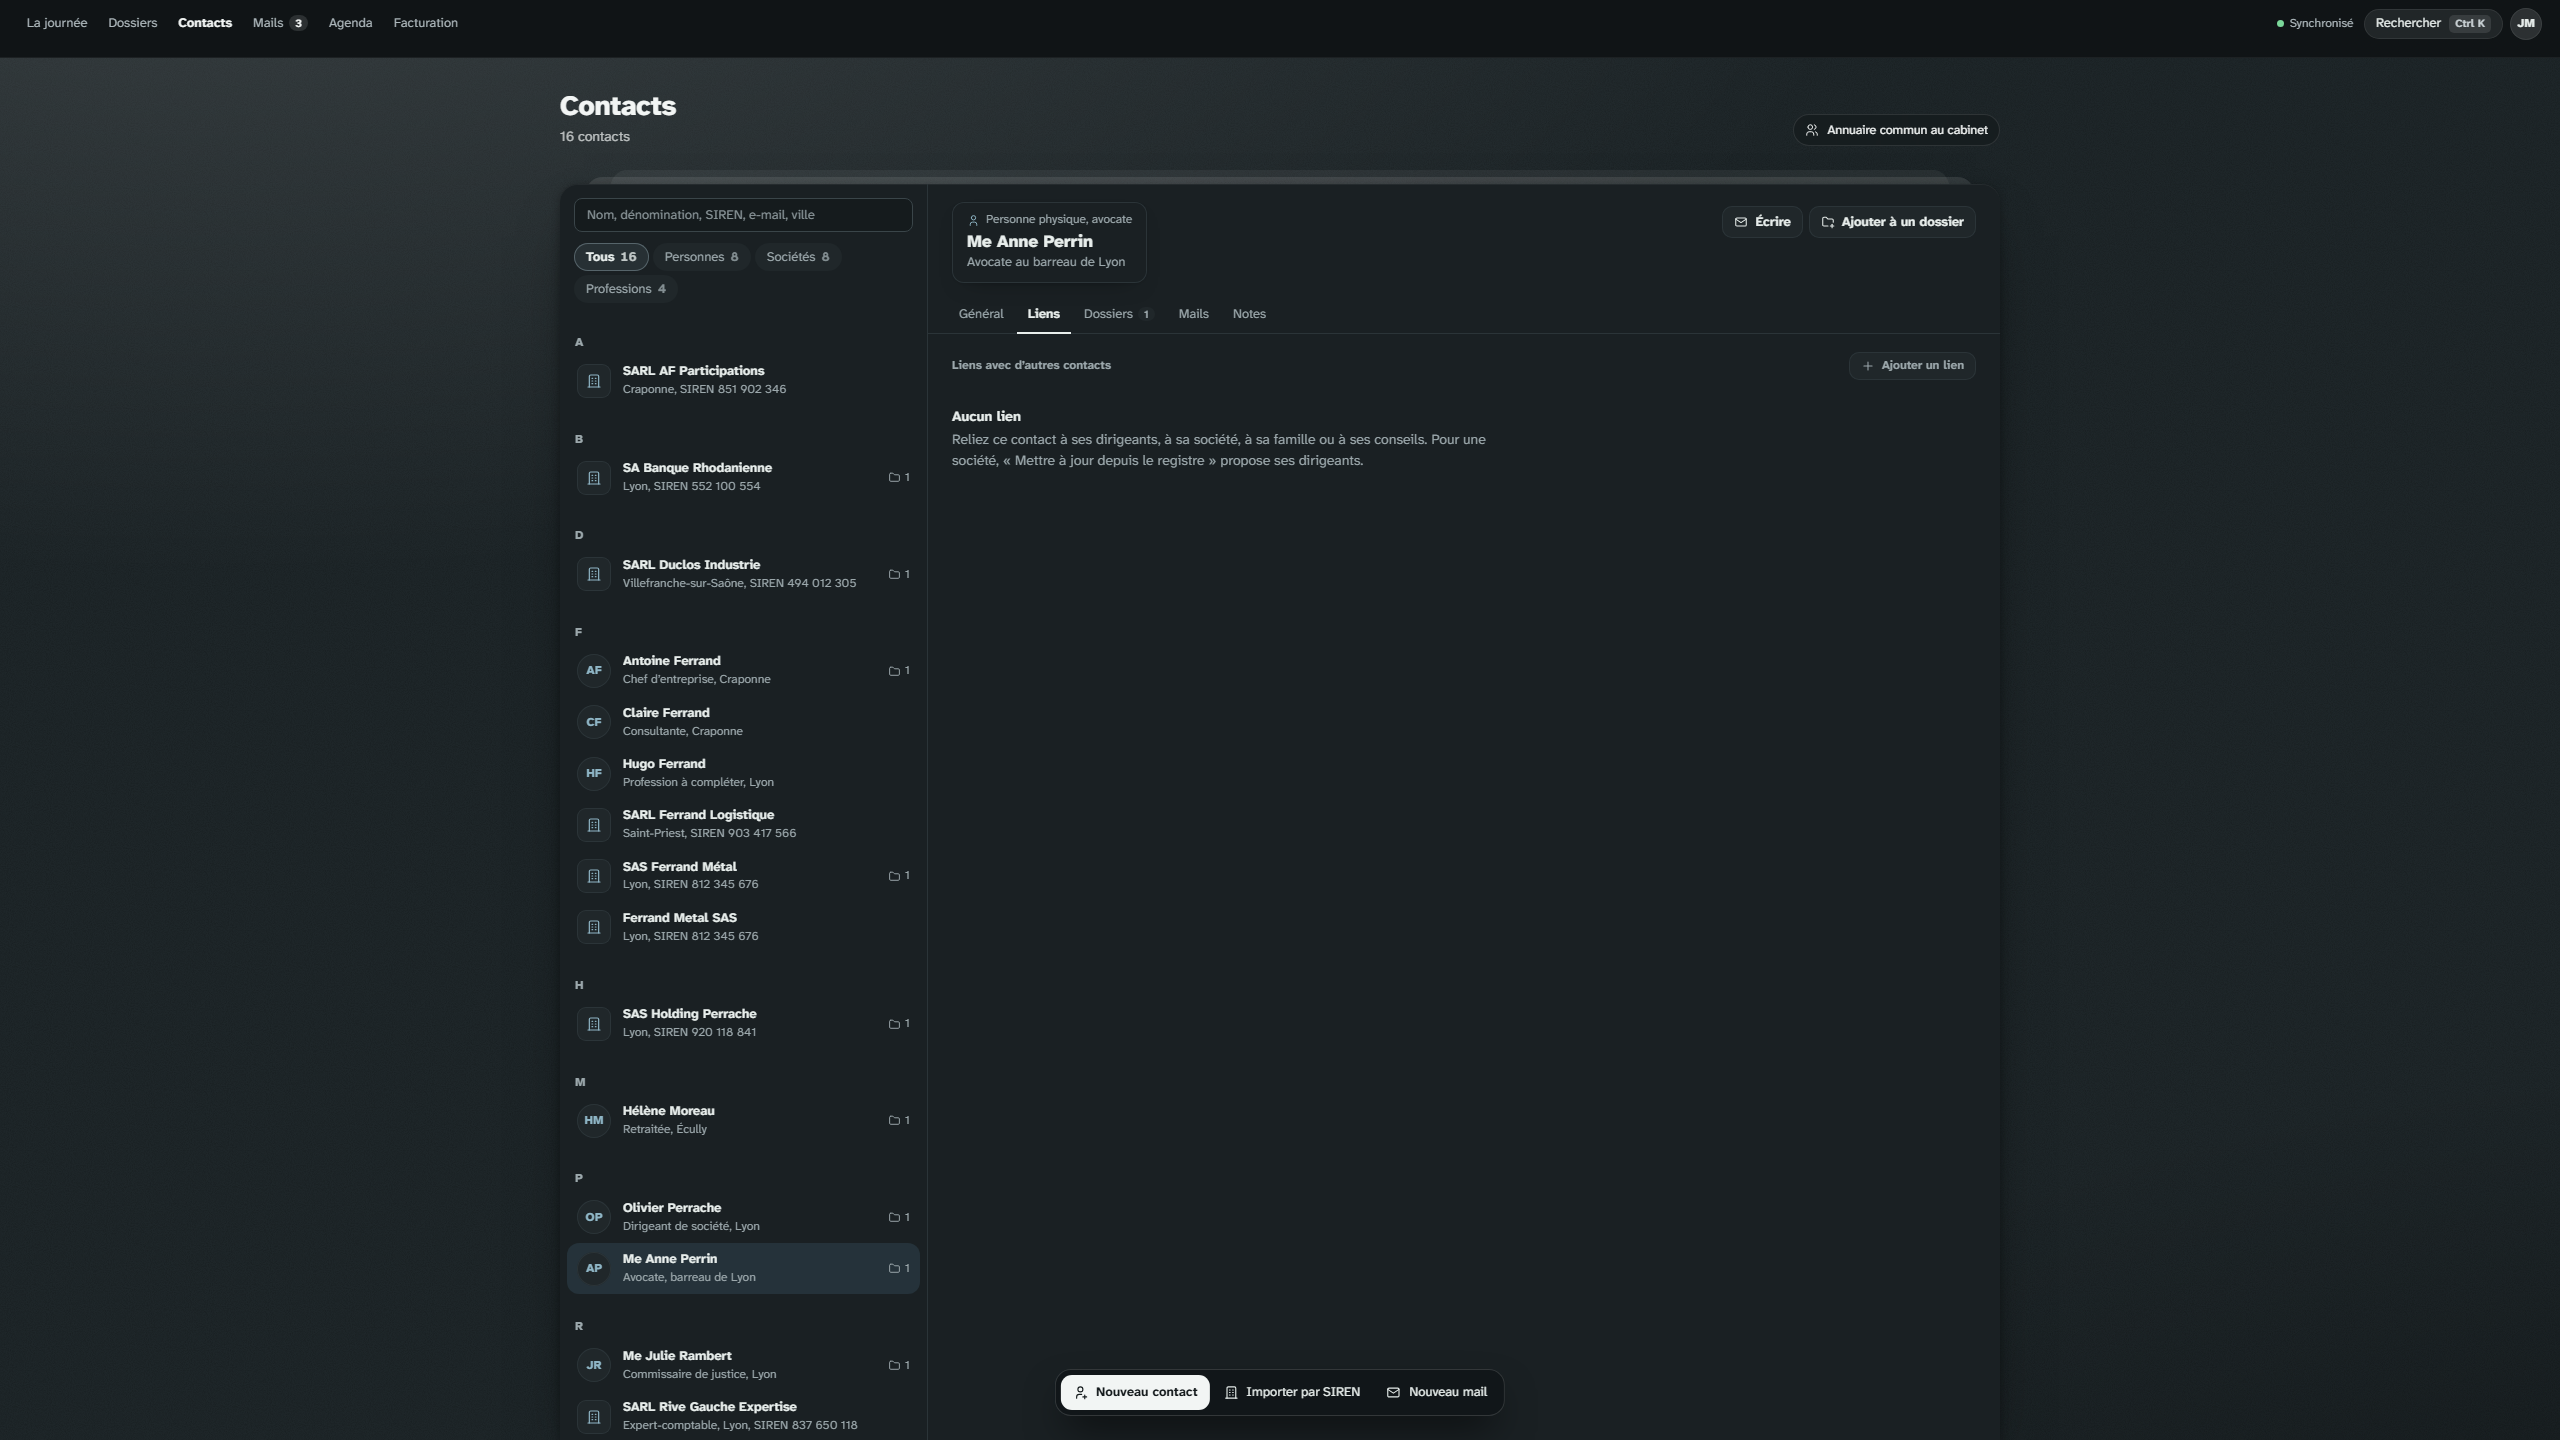 La journée
Dossiers
Contacts
Mails 3
Agenda
Facturation
Synchronisé
Rechercher Ctrl K
JM
Contacts
16 contacts
Annuaire commun au cabinet
Nom, dénomination, SIREN, e-mail, ville
Tous 16
Personnes 8
Sociétés 8
Professions 4
A
SARL AF Participations
Craponne, SIREN 851 902 346
B
SA Banque Rhodanienne
Lyon, SIREN 552 100 554
1
D
SARL Duclos Industrie
Villefranche-sur-Saône, SIREN 494 012 305
1
F
AF
Antoine Ferrand
Chef d'entreprise, Craponne
1
CF
Claire Ferrand
Consultante, Craponne
HF
Hugo Ferrand
Profession à compléter, Lyon
SARL Ferrand Logistique
Saint-Priest, SIREN 903 417 566
SAS Ferrand Métal
Lyon, SIREN 812 345 676
1
Ferrand Metal SAS
Lyon, SIREN 812 345 676
H
SAS Holding Perrache
Lyon, SIREN 920 118 841
1
M
HM
Hélène Moreau
Retraitée, Écully
1
P
OP
Olivier Perrache
Dirigeant de société, Lyon
1
AP
Me Anne Perrin
Avocate, barreau de Lyon
1
R
JR
Me Julie Rambert
Commissaire de justice, Lyon
1
SARL Rive Gauche Expertise
Expert-comptable, Lyon, SIREN 837 650 118
Personne physique, avocate
Me Anne Perrin
Avocate au barreau de Lyon
Écrire
Ajouter à un dossier
Général
Liens
Dossiers 1
Mails
Notes
Liens avec d'autres contacts
Ajouter un lien
Aucun lien
Reliez ce contact à ses dirigeants, à sa société, à sa famille ou à ses conseils. Pour une
société, « Mettre à jour depuis le registre » propose ses dirigeants.
Nouveau contact
Importer par SIREN
Nouveau mail